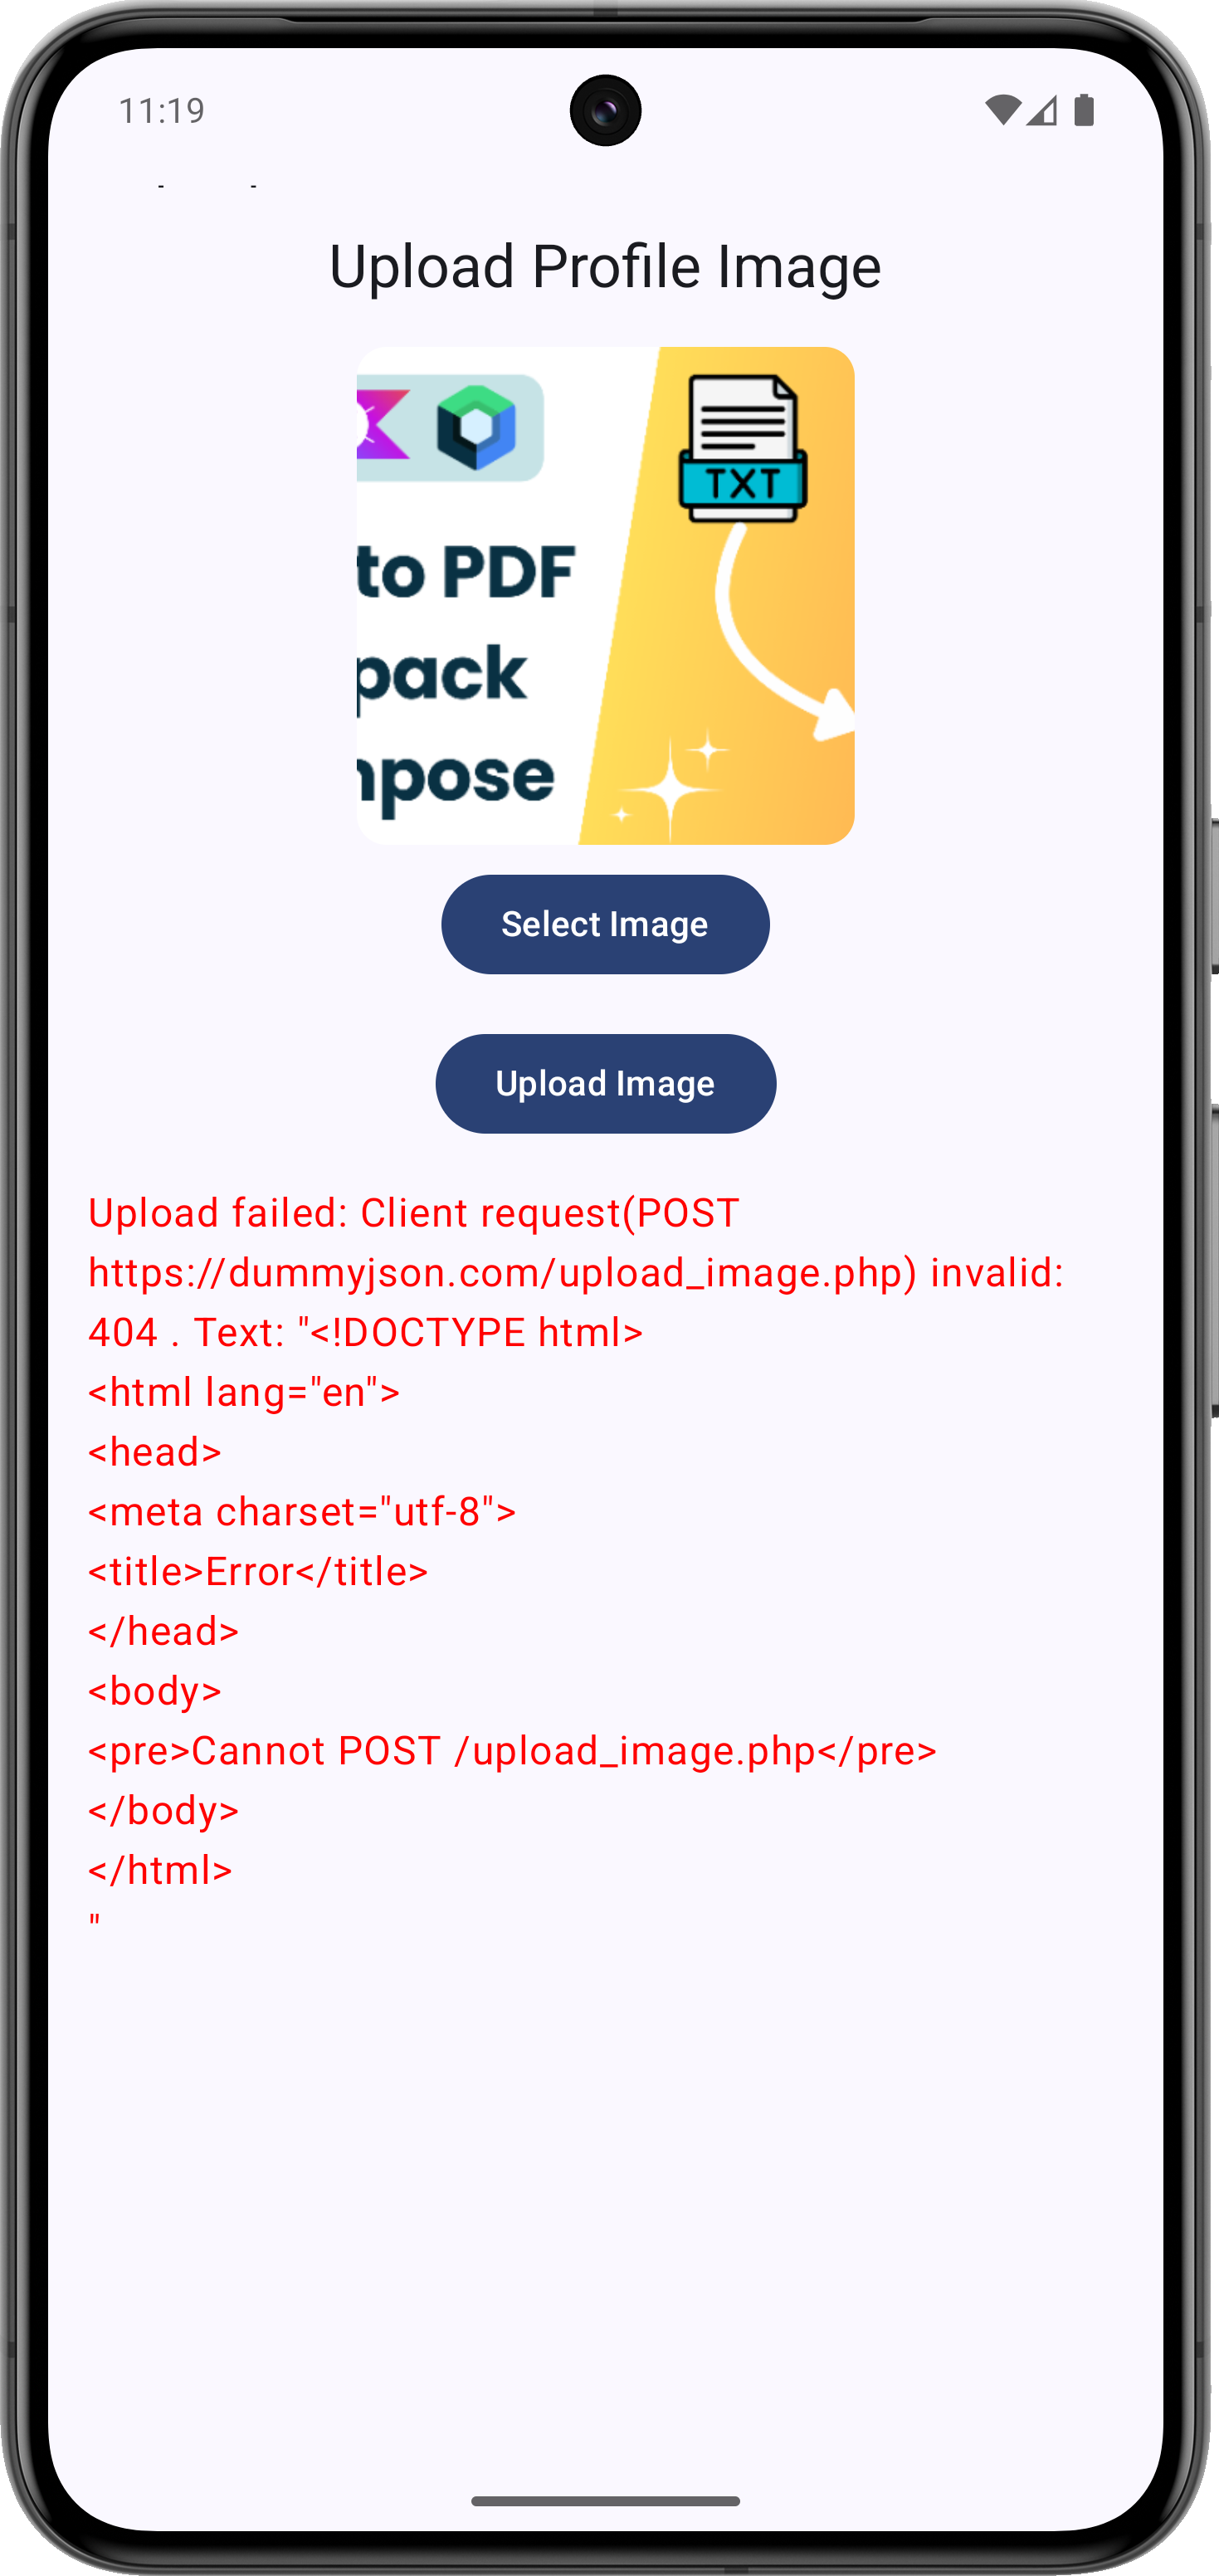 11:19
Upload Profile Image
TXT
to PDF
pack
npose
Select Image
Upload Image
Upload failed: Client request(POST
https://dummyjson.com/upload_image.php) invalid:
404 . Text: "<!DOCTYPE html>
<html lang="en">
<head>
<meta charset="utf-8">
<title>Error</title>
</head>
<body>
<pre>Cannot POST /upload_image.php</pre>
</body>
</html>
"